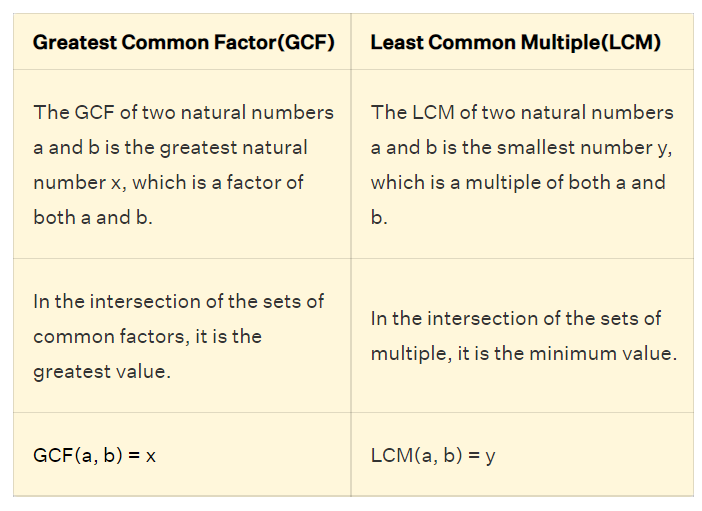 Greatest Common Factor(GCF)
Least Common Multiple(LCM)
The GCF of two natural numbers
a and b is the greatest natural
number x, which is a factor of
both a and b.
The LCM of two natural numbers
a and b is the smallest number y,
which is a multiple of both a and
b.
In the intersection of the sets of
common factors, it is the
greatest value.
In the intersection of the sets of
multiple, it is the minimum value.
GCF(a, b) = x
LCM(a, b) = y